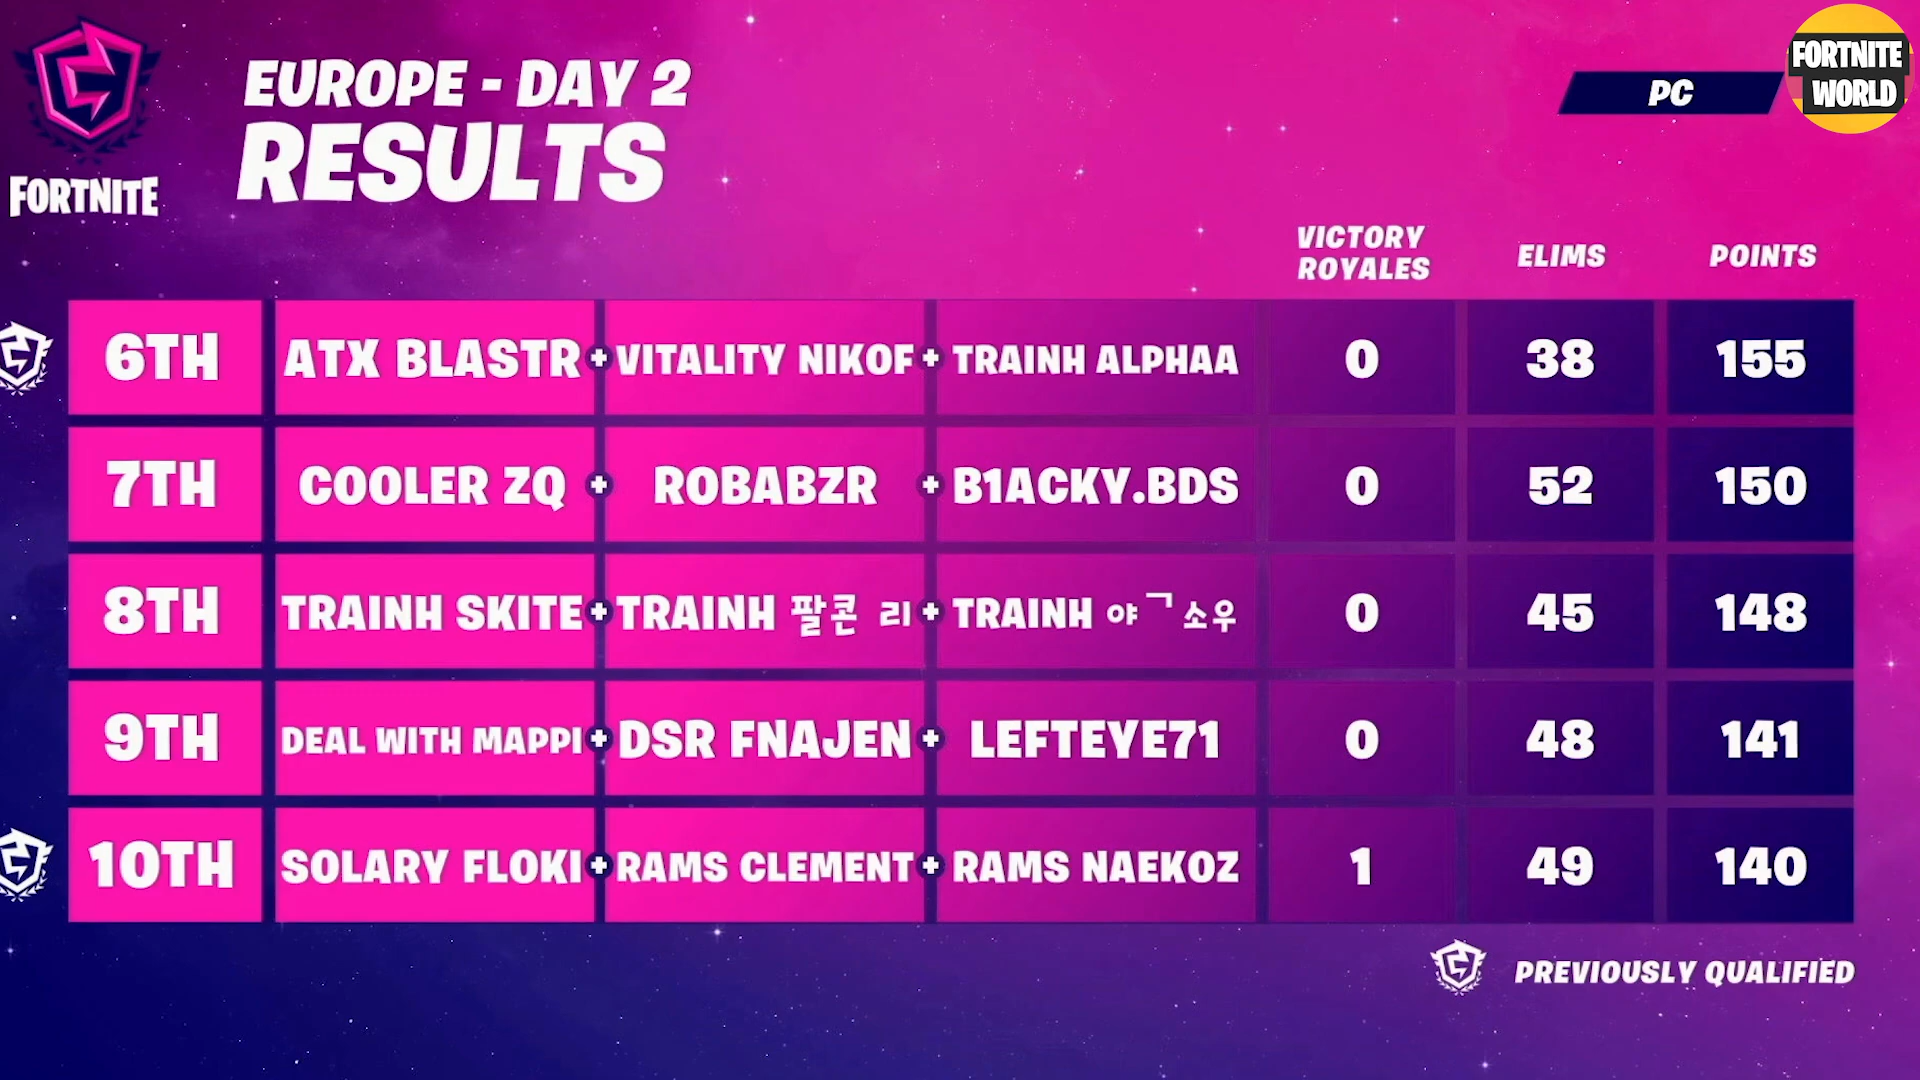 FORTNITE
EUROPE - DAY 2
RESULTS
PC
FORTNITE
WORLD
VICTORY
ROYALES
ELIMS
POINTS
6TH ATX BLASTR + VITALITY NIKOF + TRAINH ALPHAA 0 38 155
7TH COOLER ZQ + ROBABZR + B1ACKY.BDS 0 52 150
8TH TRAINH SKITE + TRAINH 팔콘 리 + TRAINH 야ᄀ소우 0 45 148
9TH DEAL WITH MAPPI + DSR FNAJEN + LEFTEYE71 0 48 141
10TH SOLARY FLOKI + RAMS CLEMENT + RAMS NAEKOZ 1 49 140
PREVIOUSLY QUALIFIED